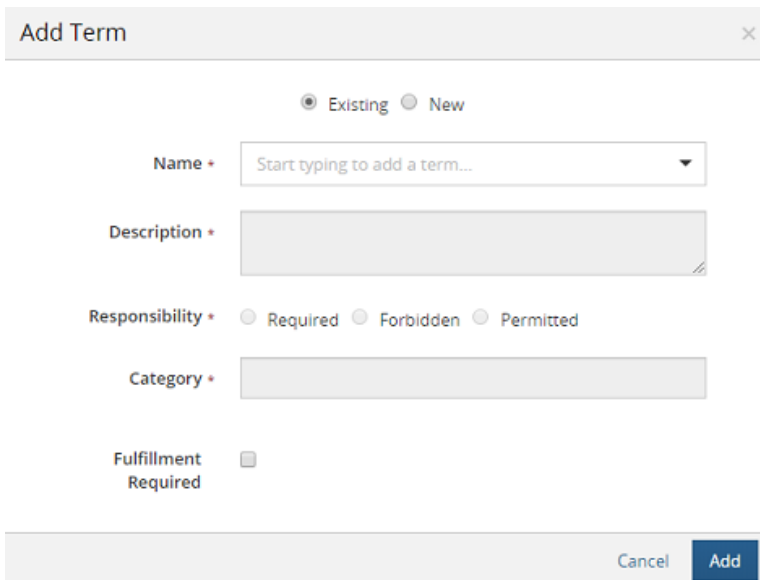 Add Term ×
Existing New
Name *
Start typing to add a term...
Description *
Responsibility * Required Forbidden Permitted
Category *
Fulfillment
Required
Cancel Add